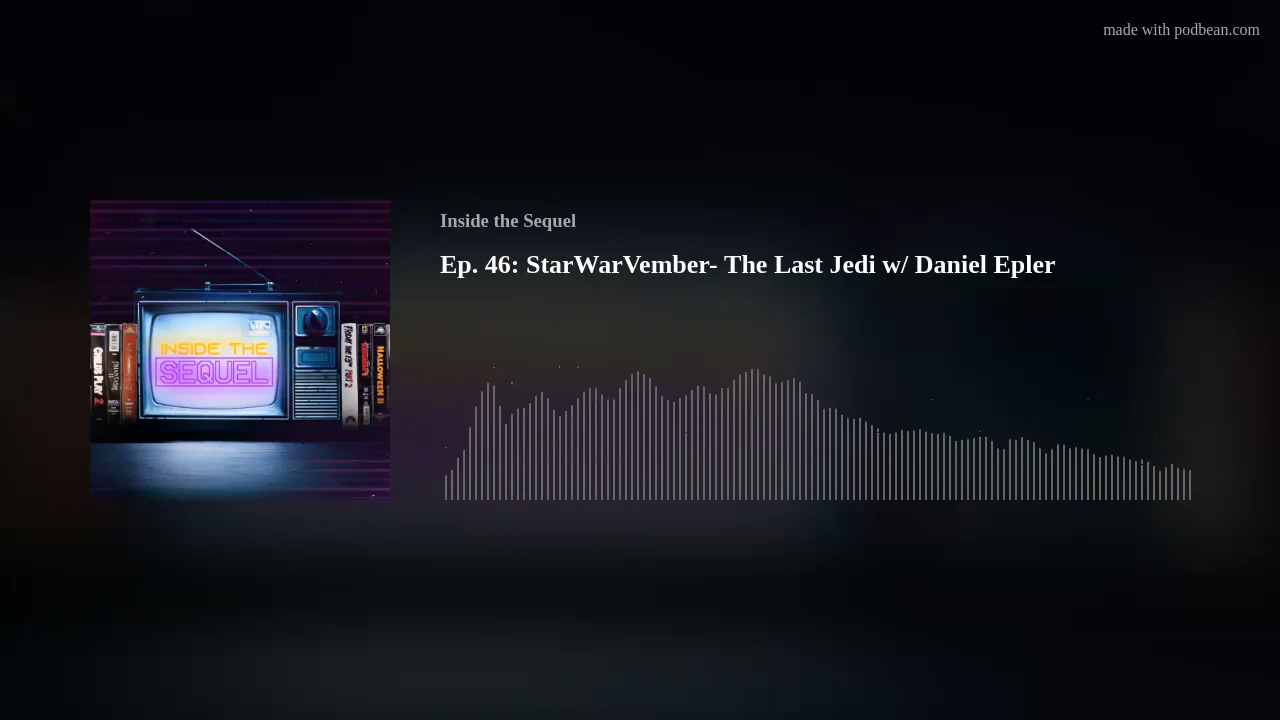 made with podbean.com
Inside the Sequel
Ep. 46: StarWarVember- The Last Jedi w/ Daniel Epler
INSIDE THE
SEQUEL
CHILD'S PLAY 2
HALLOWEEN II